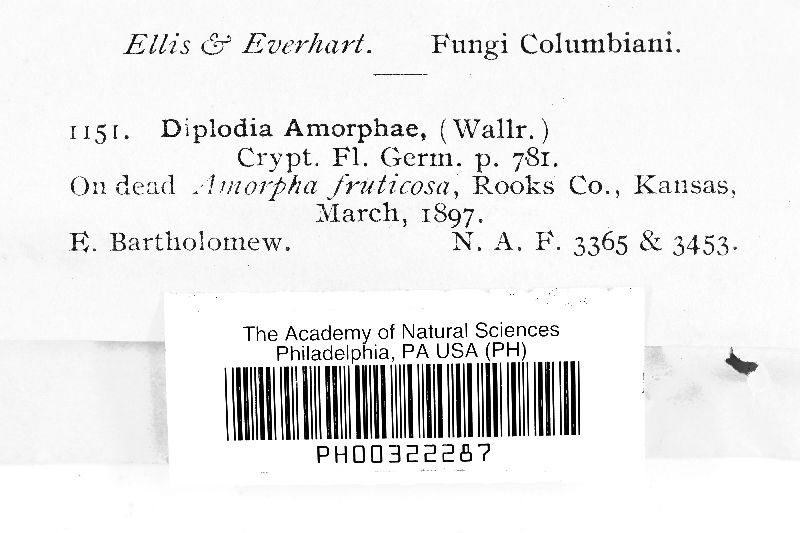 Ellis & Everhart. Fungi Columbiani.
1151. Diplodia Amorphae, (Wallr.)
Crypt. Fl. Germ. p. 781.
On dead Amorpha fruticosa, Rooks Co., Kansas,
March, 1897.
E. Bartholomew. N. A. F. 3365 & 3453.
The Academy of Natural Sciences
Philadelphia, PA USA (PH)
PH00322287